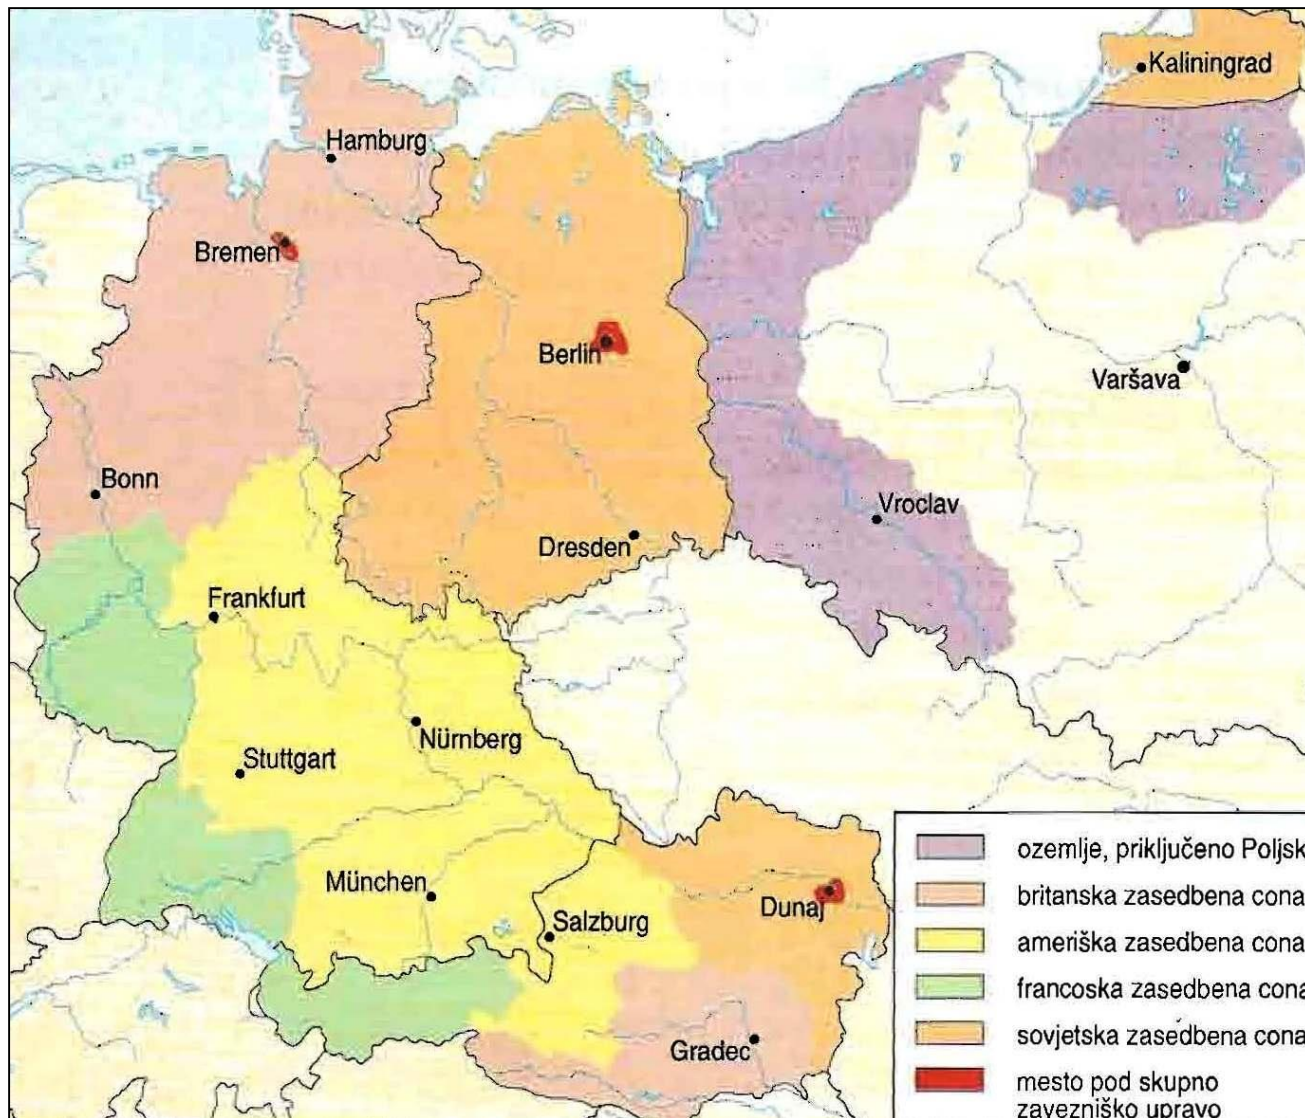 Kaliningrad
Hamburg
Bremen
Berlin
Varšava
Bonn
Vroclav
Dresden
Frankfurt
Nürnberg
Stuttgart
München
Salzburg
Dunaj
Gradec
ozemlje, priključeno Poljsk
britanska zasedbena cona
ameriška zasedbena cona
francoska zasedbena cona
sovjetska zasedbena cona
mesto pod skupno
zavezniško upravo